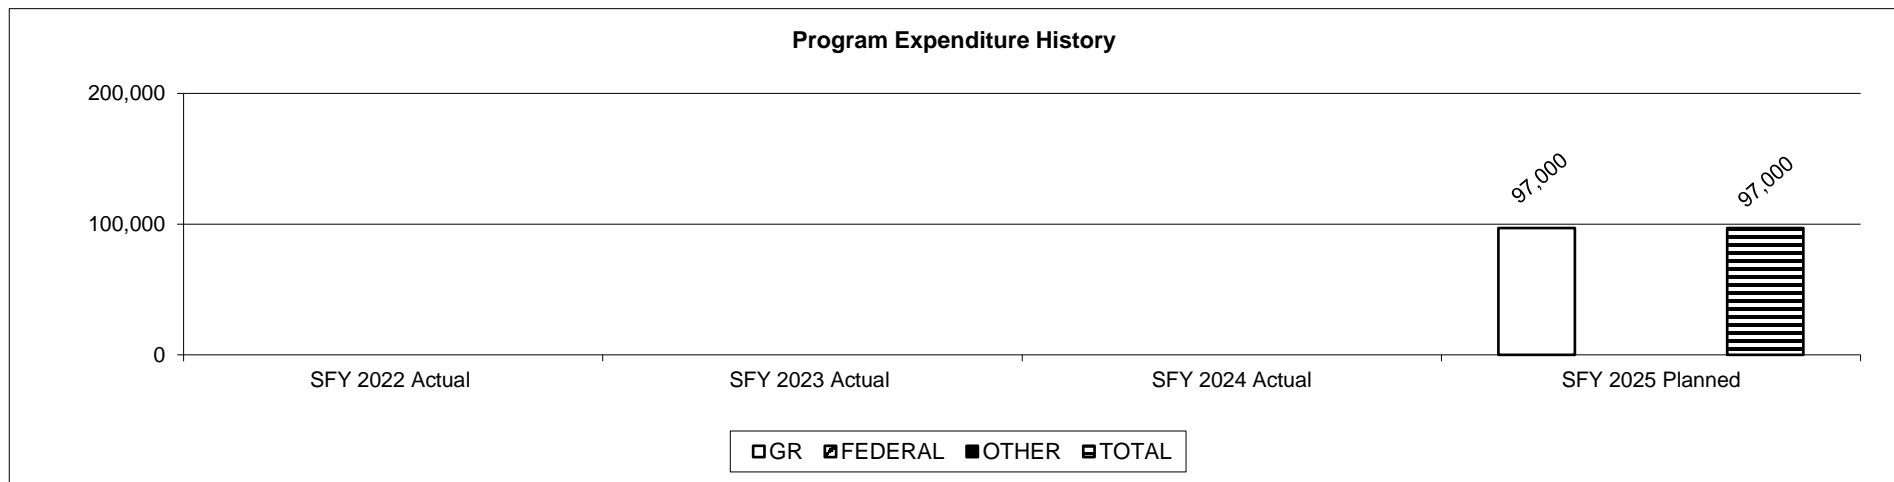 Program Expenditure History
200,000
100,000
0
97,000
97,000
SFY 2022 Actual
SFY 2023 Actual
SFY 2024 Actual
SFY 2025 Planned
GR FEDERAL OTHER TOTAL